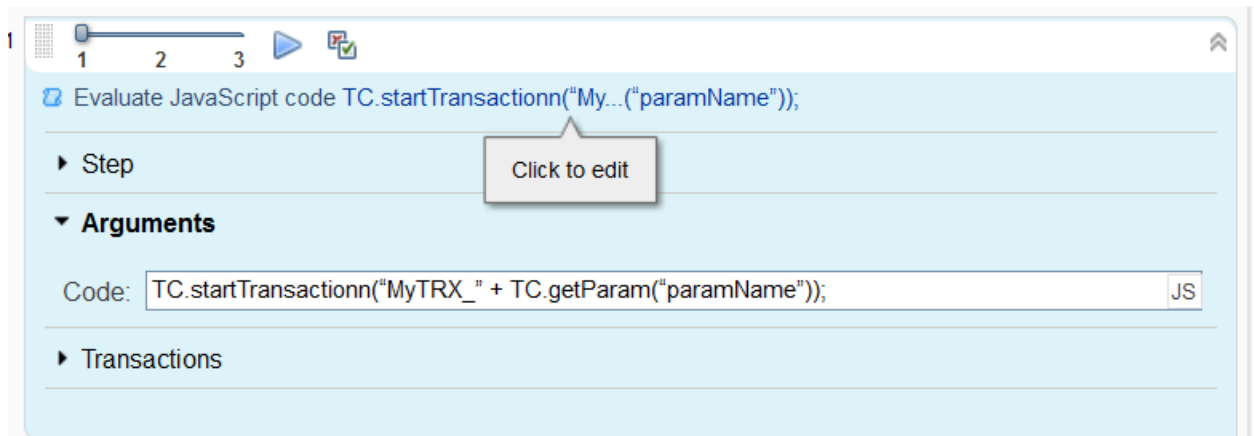 1
1 2 3
Evaluate JavaScript code TC.startTransactionn(“My...(“paramName”));
Click to edit
Step
Arguments
Code: TC.startTransactionn(“MyTRX_” + TC.getParam(“paramName”)); JS
Transactions